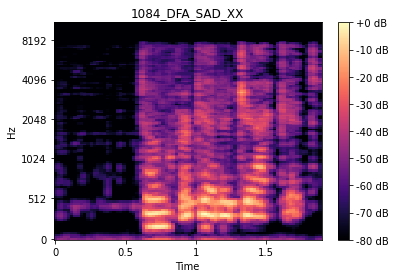 1084_DFA_SAD_XX
Hz
8192
4096
2048
1024
512
0
0
0.5
1
1.5
Time
+0 dB
-10 dB
-20 dB
-30 dB
-40 dB
-50 dB
-60 dB
-70 dB
-80 dB